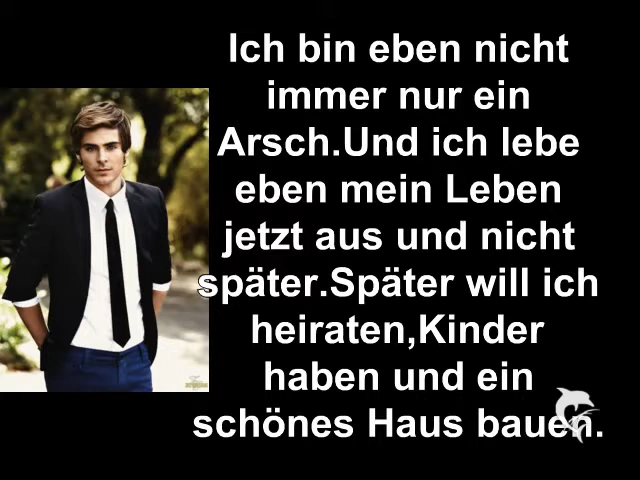 Ich bin eben nicht
immer nur ein
Arsch.Und ich lebe
eben mein Leben
jetzt aus und nicht
später.Später will ich
heiraten,Kinder
haben und ein
schönes Haus bauen.